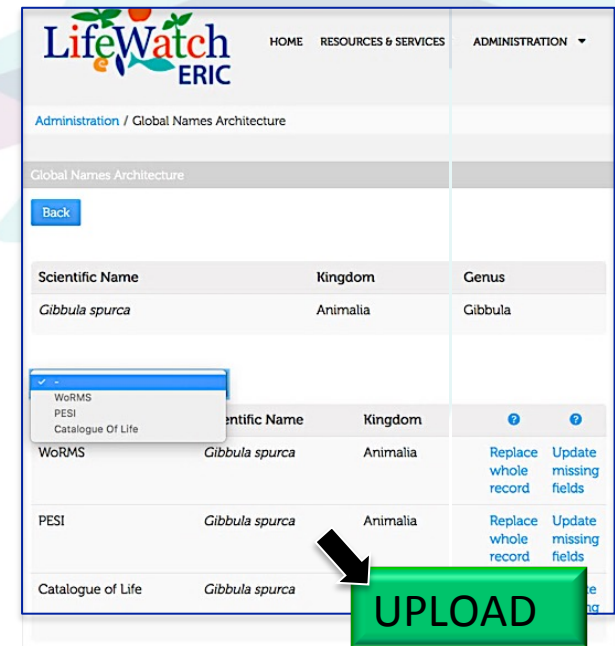 LifeWatch
ERIC
HOME RESOURCES & SERVICES ADMINISTRATION
Administration / Global Names Architecture
Global Names Architecture
Back
Scientific Name Kingdom Genus
Gibbula spurca Animalia Gibbula
✓ -
WoRMS
PESI
Catalogue Of Life
entific Name Kingdom ? ?
WoRMS Gibbula spurca Animalia Replace Update
whole missing
record fields
PESI Gibbula spurca Animalia Replace Update
whole missing
record fields
Catalogue of Life Gibbula spurca
UPLOAD